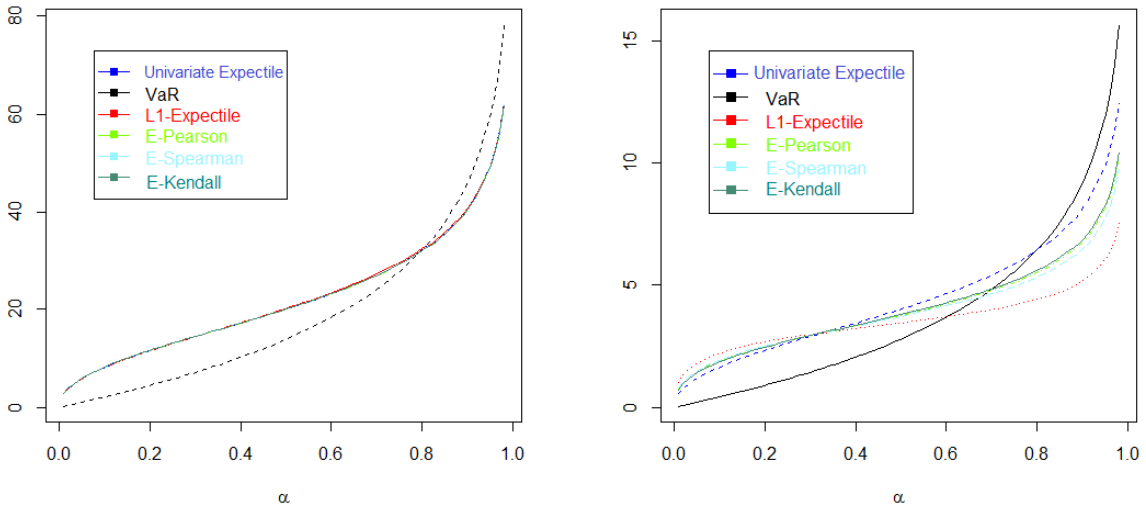 80
60
40
20
0
Univariate Expectile
VaR
L1-Expectile
E-Pearson
E-Spearman
E-Kendall
0.0 0.2 0.4 0.6 0.8 1.0
α
15
10
5
0
Univariate Expectile
VaR
L1-Expectile
E-Pearson
E-Spearman
E-Kendall
0.0 0.2 0.4 0.6 0.8 1.0
α